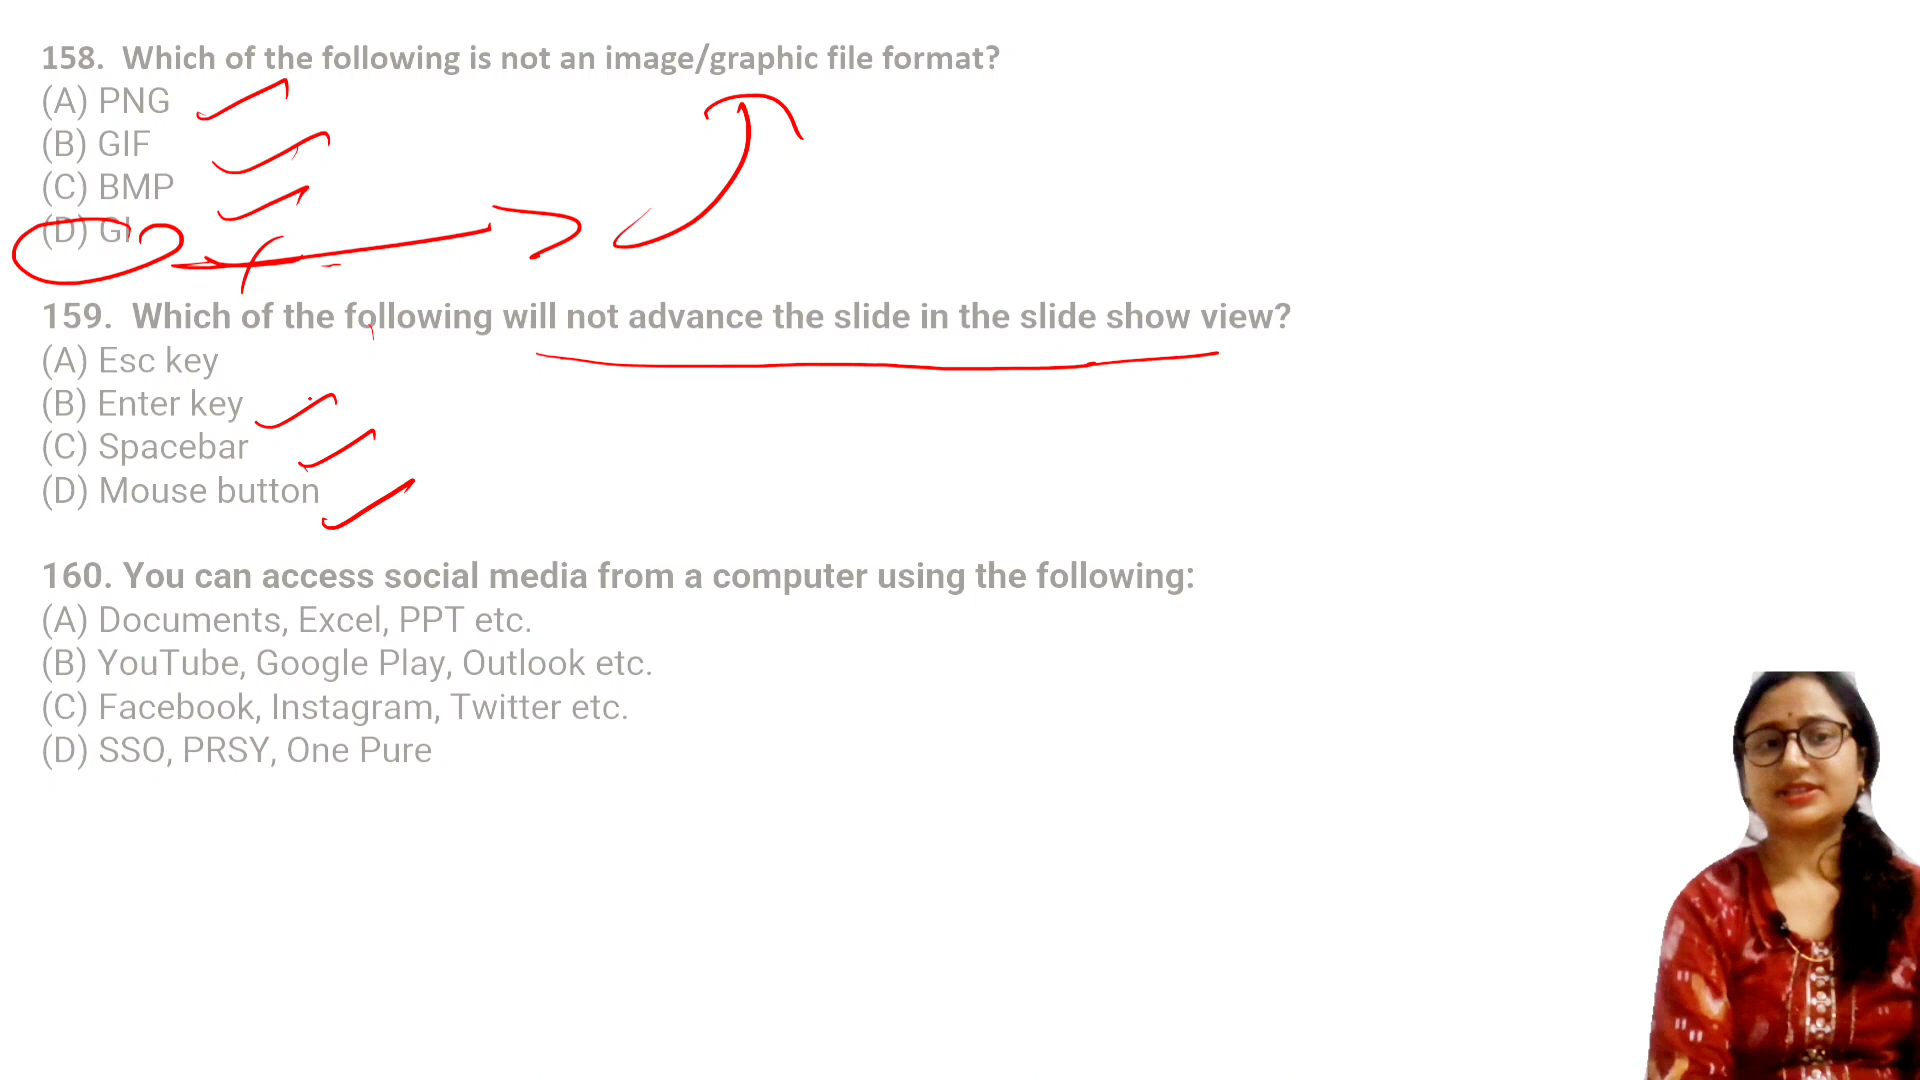 158. Which of the following is not an image/graphic file format?
(A) PNG
(B) GIF
(C) BMP
(D) GI
159. Which of the following will not advance the slide in the slide show view?
(A) Esc key
(B) Enter key
(C) Spacebar
(D) Mouse button
160. You can access social media from a computer using the following:
(A) Documents, Excel, PPT etc.
(B) YouTube, Google Play, Outlook etc.
(C) Facebook, Instagram, Twitter etc.
(D) SSO, PRSY, One Pure